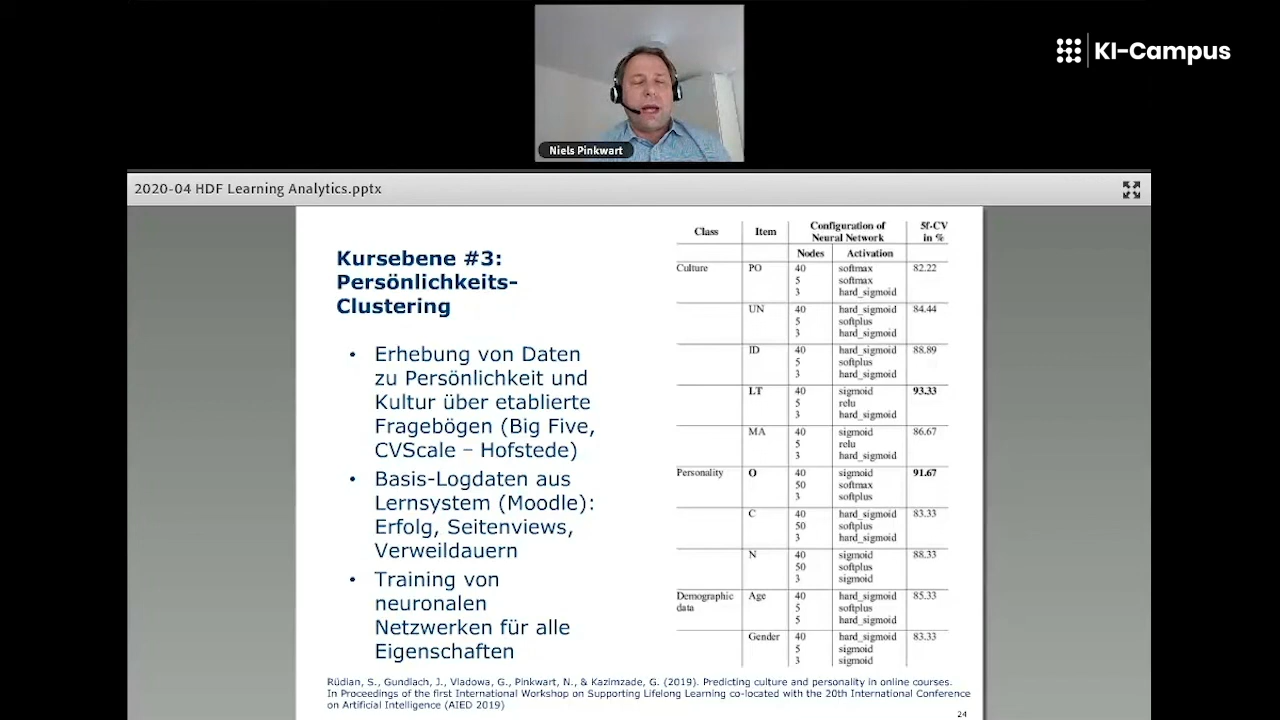 KI-Campus
Niels Pinkwart
2020-04 HDF Learning Analytics.pptx
Kursebene #3:
Persönlichkeits-
Clustering
• Erhebung von Daten
zu Persönlichkeit und
Kultur über etablierte
Fragebögen (Big Five,
CVScale – Hofstede)
• Basis-Logdaten aus
Lernsystem (Moodle):
Erfolg, Seitenviews,
Verweildauern
• Training von
neuronalen
Netzwerken für alle
Eigenschaften
Class Item Configuration of Neural Network 5f-CV in %
Nodes Activation
Culture PO 40 softmax 82.22
5 softmax
3 hard_sigmoid
UN 40 hard_sigmoid 84.44
5 softplus
3 hard_sigmoid
ID 40 hard_sigmoid 88.89
5 softplus
3 hard_sigmoid
LT 40 sigmoid 93.33
5 relu
3 hard_sigmoid
MA 40 sigmoid 86.67
5 relu
3 hard_sigmoid
Personality O 40 sigmoid 91.67
50 softmax
3 softplus
C 40 hard_sigmoid 83.33
50 softplus
3 hard_sigmoid
N 40 sigmoid 88.33
50 softplus
3 sigmoid
Demographic data Age 40 hard_sigmoid 85.33
5 softplus
5 hard_sigmoid
Gender 40 hard_sigmoid 83.33
5 sigmoid
3 sigmoid
Rüdian, S., Gundlach, J., Vladowa, G., Pinkwart, N., & Kazimzade, G. (2019). Predicting culture and personality in online courses.
In Proceedings of the first International Workshop on Supporting Lifelong Learning co-located with the 20th International Conference
on Artificial Intelligence (AIED 2019)
24